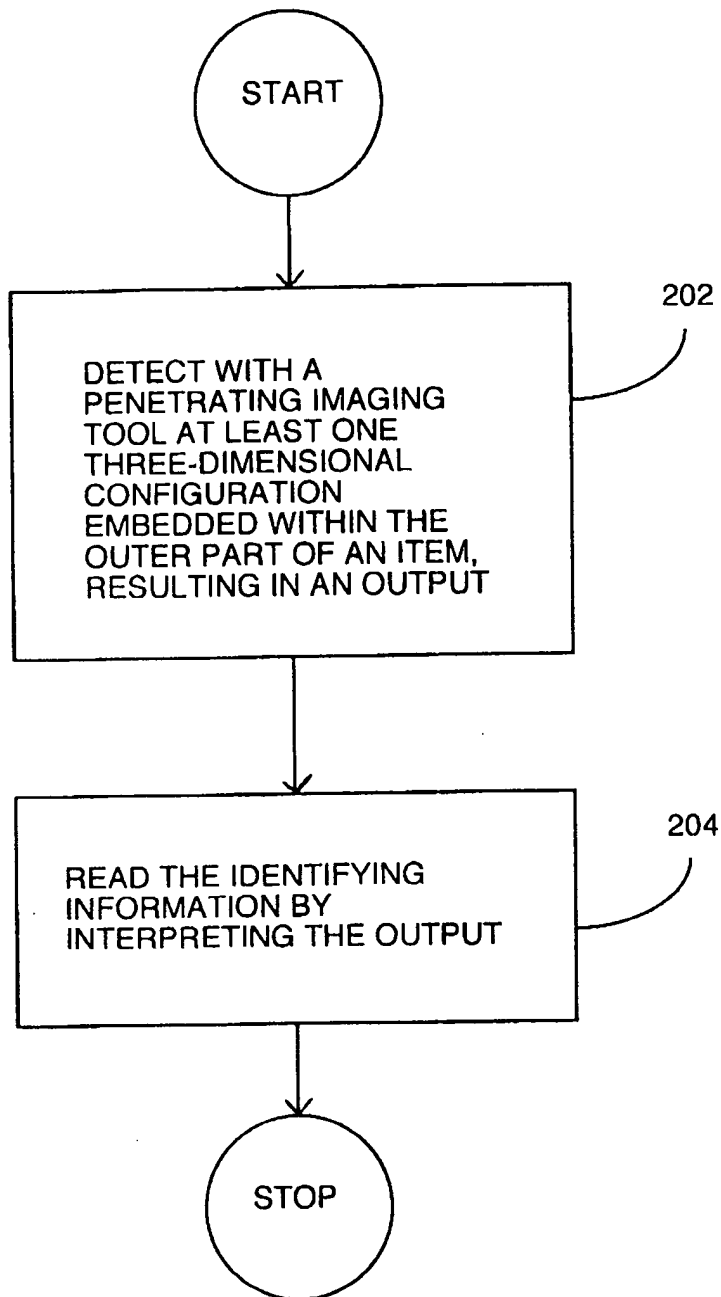 START
202
DETECT WITH A
PENETRATING IMAGING
TOOL AT LEAST ONE
THREE-DIMENSIONAL
CONFIGURATION
EMBEDDED WITHIN THE
OUTER PART OF AN ITEM,
RESULTING IN AN OUTPUT
204
READ THE IDENTIFYING
INFORMATION BY
INTERPRETING THE OUTPUT
STOP